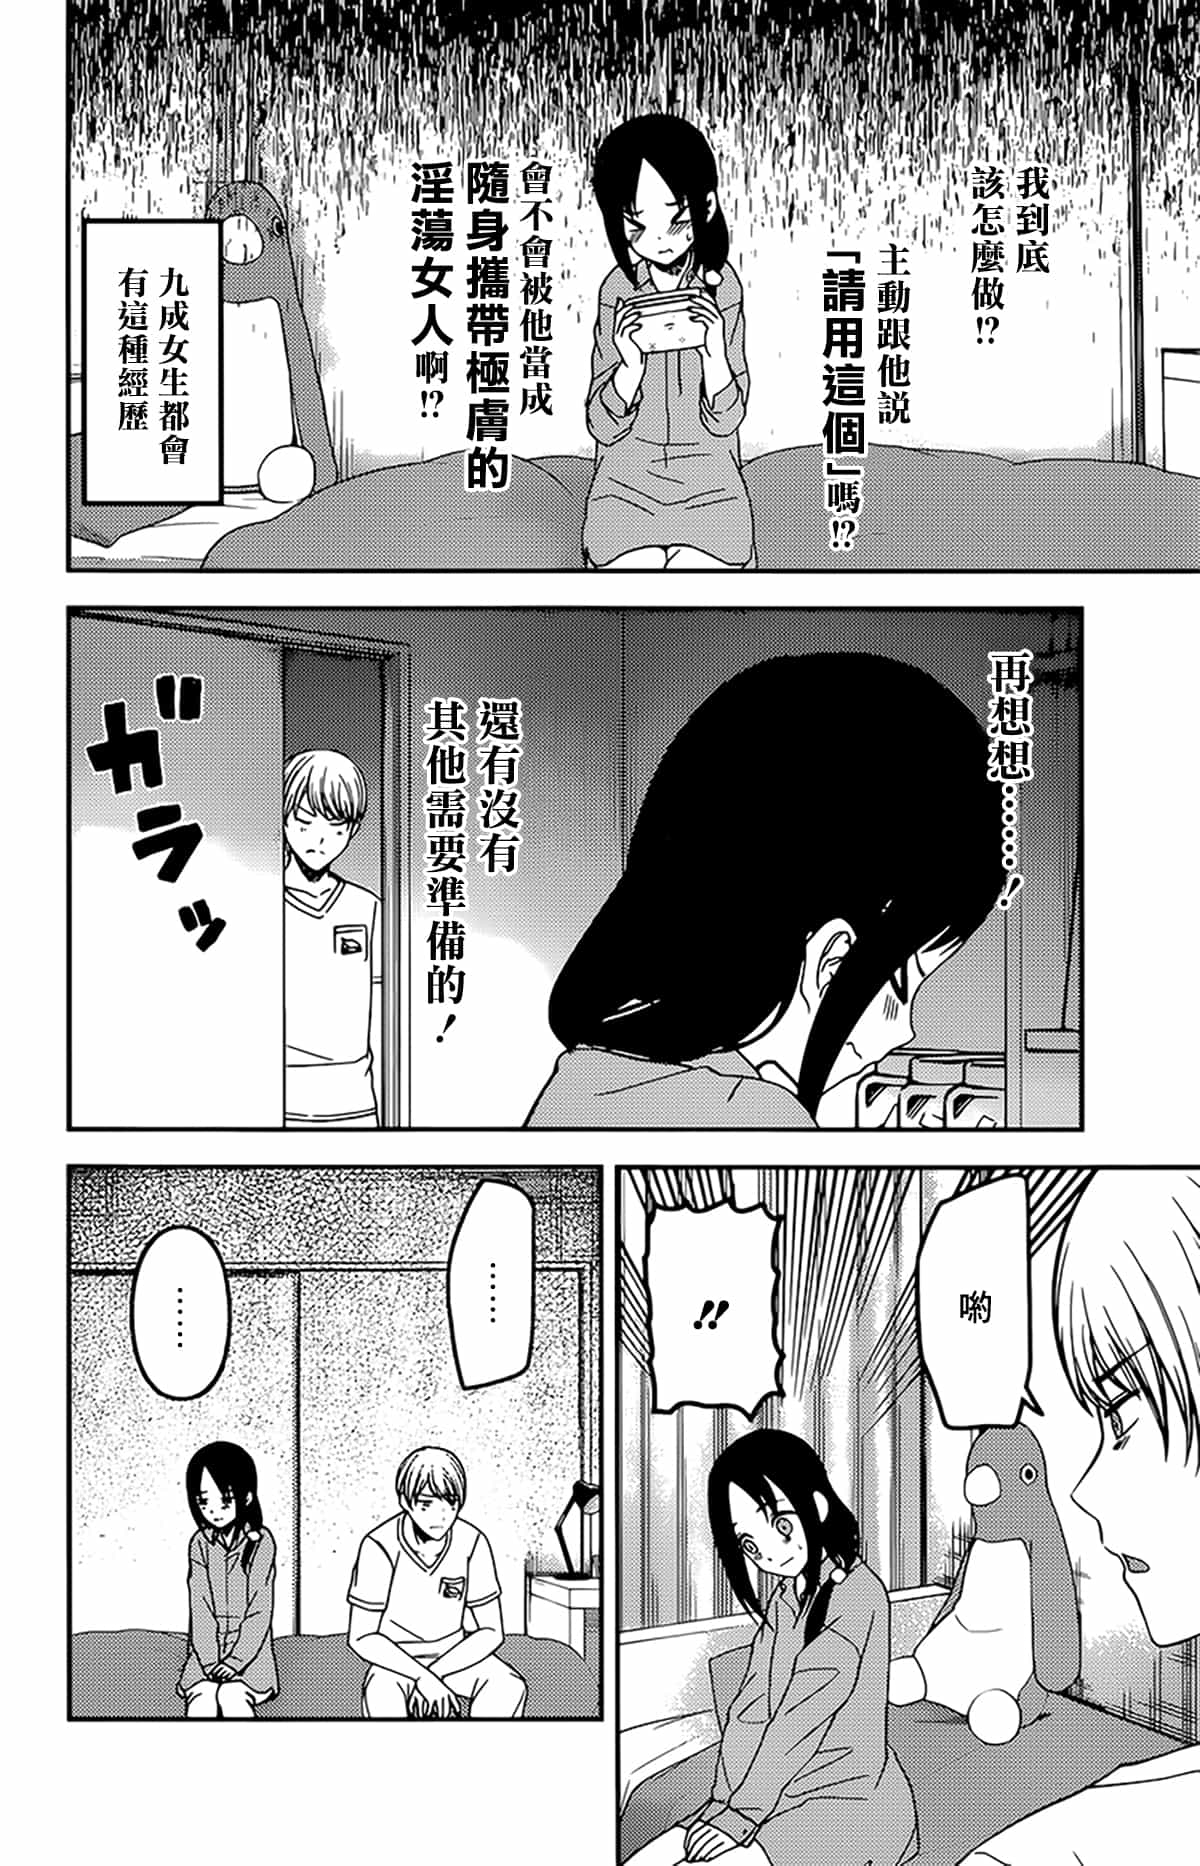 我到底
該怎麼做!?
主動跟他説
「請用這個」嗎!?
會不會被他當成
隨身攜帶極膚的
淫蕩女人啊!?
九成女生都會
有這種經歷
再想想………！
還有沒有
其他需要準備的！
ガラッ
喲
!!
……
……